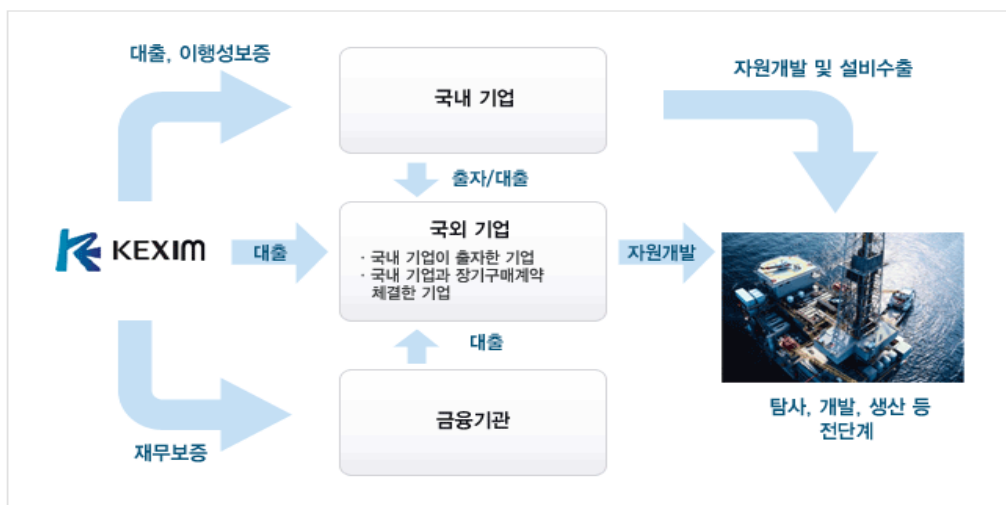 대출, 이행성보증
자원개발 및 설비수출
국내 기업
출자/대출
KEXIM
대출
국외 기업
· 국내 기업이 출자한 기업
· 국내 기업과 장기구매계약
체결한 기업
자원개발
대출
금융기관
재무보증
탐사, 개발, 생산 등
전단계